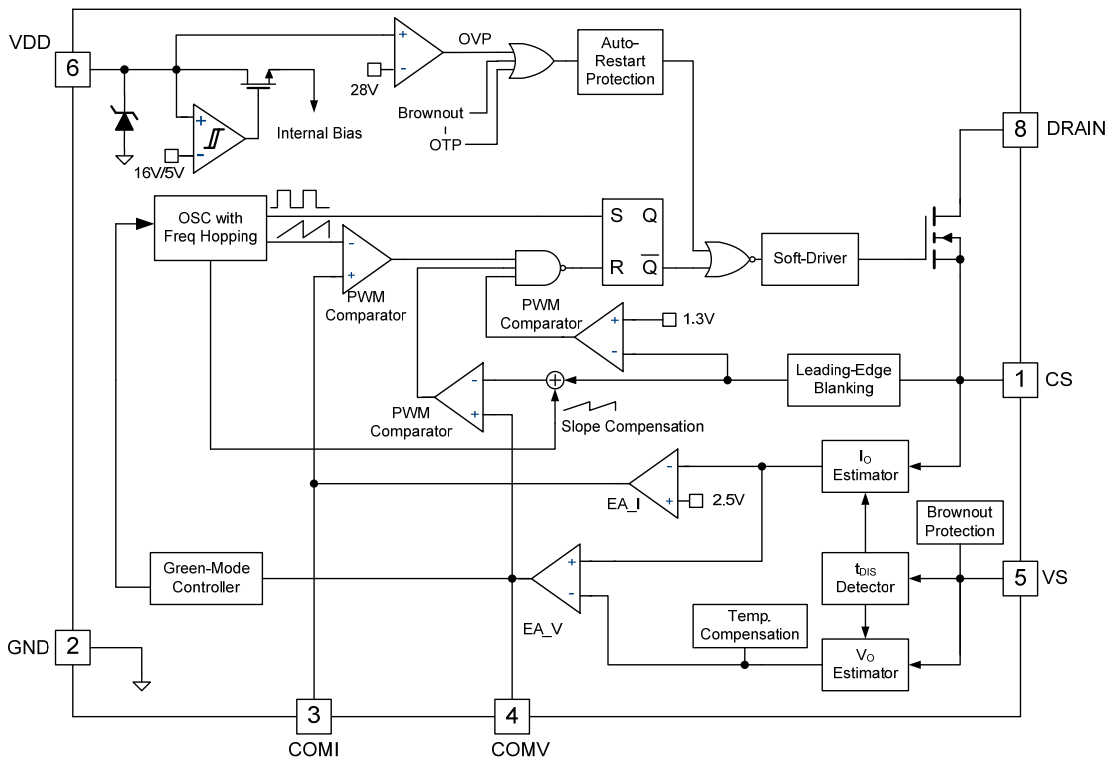 VDD
6
+
-
28V
OVP
Auto-
Restart
Protection
Brownout
OTP
Internal Bias
+
-
16V/5V
8
DRAIN
OSC with
Freq Hopping
-
+
PWM
Comparator
S Q
R Q
Soft-Driver
PWM
Comparator
+
-
1.3V
Leading-Edge
Blanking
1
CS
-
+
PWM
Comparator
Slope Compensation
IO
Estimator
-
+
2.5V
EA_I
Brownout
Protection
Green-Mode
Controller
+
-
EA_V
tDIS
Detector
5
VS
Temp.
Compensation
VO
Estimator
GND
2
3
COMI
4
COMV